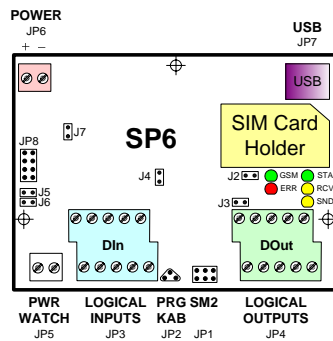 POWER
JP6
+ −
USB
JP7
J7
SP6
SIM Card
Holder
JP8
J4
J2
GSM
STA
ERR
RCV
J5
J6
J3
SND
DIn
DOut
PWR
WATCH
JP5
LOGICAL
INPUTS
JP3
PRG
KAB
JP2
SM2
JP1
LOGICAL
OUTPUTS
JP4